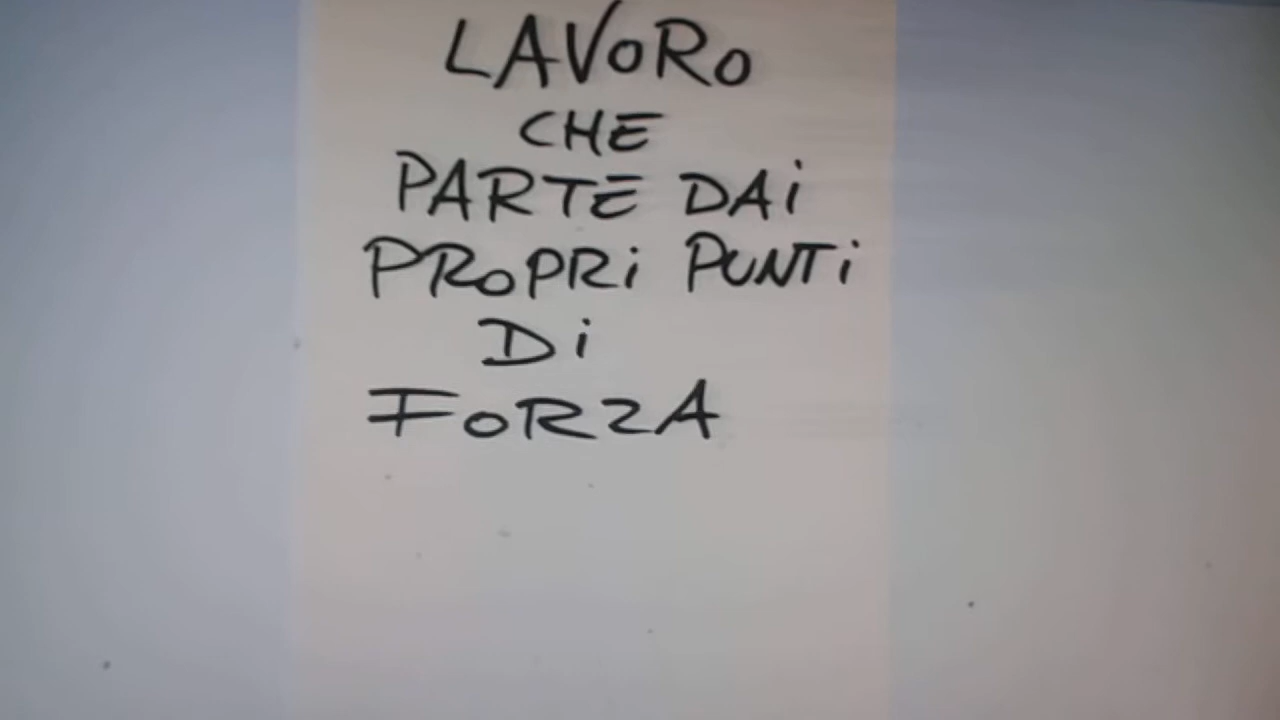 LAVORO
CHE
PARTE DAi
PROPRi PUNTi
Di
FORZA